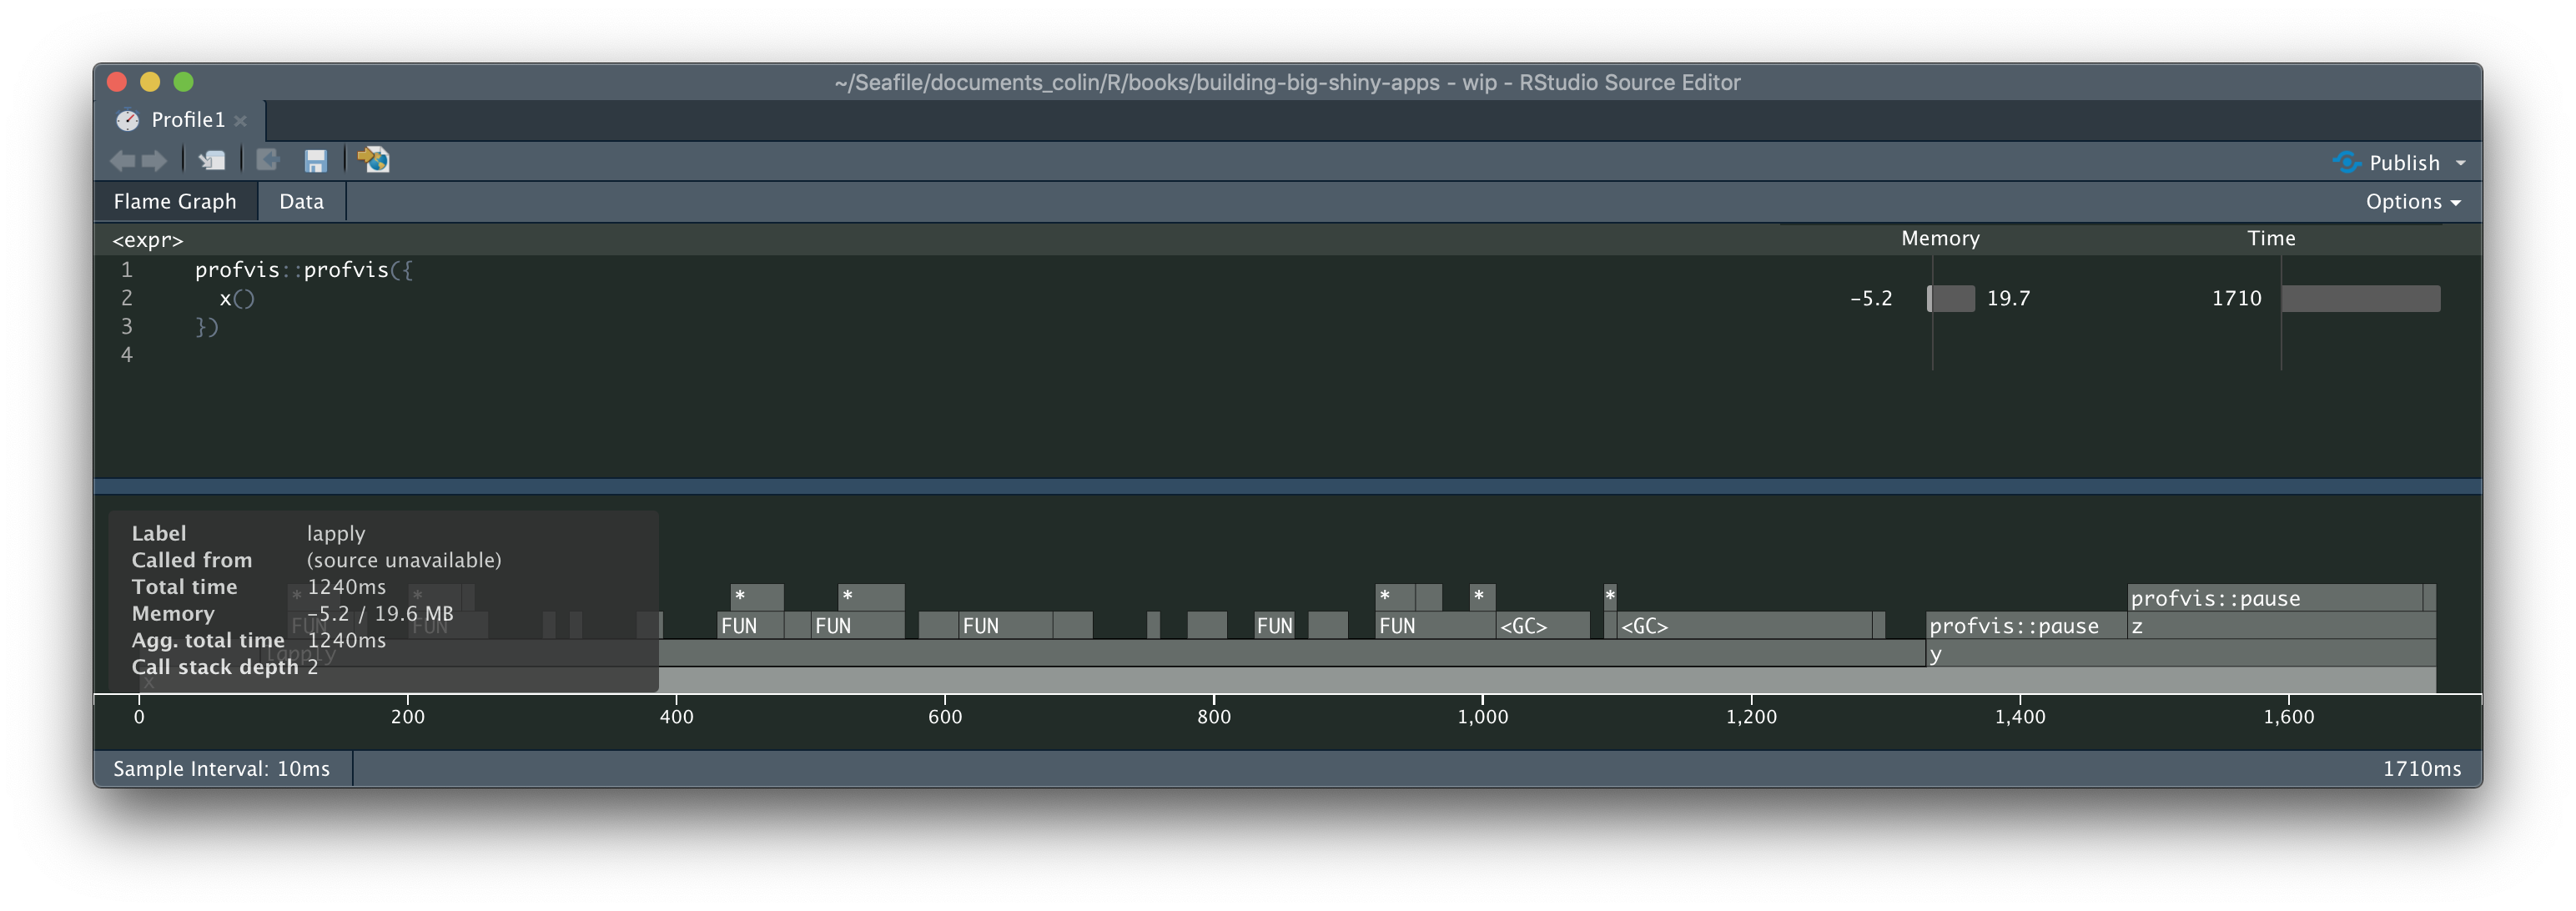 ~/Seafile/documents_colin/R/books/building-big-shiny-apps - wip - RStudio Source Editor
Profile1
Publish
Flame Graph Data Options
<expr> Memory Time
1 profvis::profvis({
2 x() -5.2 19.7 1710
3 })
4
Label lapply
Called from (source unavailable)
Total time 1240ms
Memory -5.2 / 19.6 MB
Agg. total time 1240ms
Call stack depth 2
* * * * * * * profvis::pause
FUN FUN FUN FUN FUN FUN FUN <GC> <GC> profvis::pause z
lapply y
x
0 200 400 600 800 1,000 1,200 1,400 1,600
Sample Interval: 10ms 1710ms